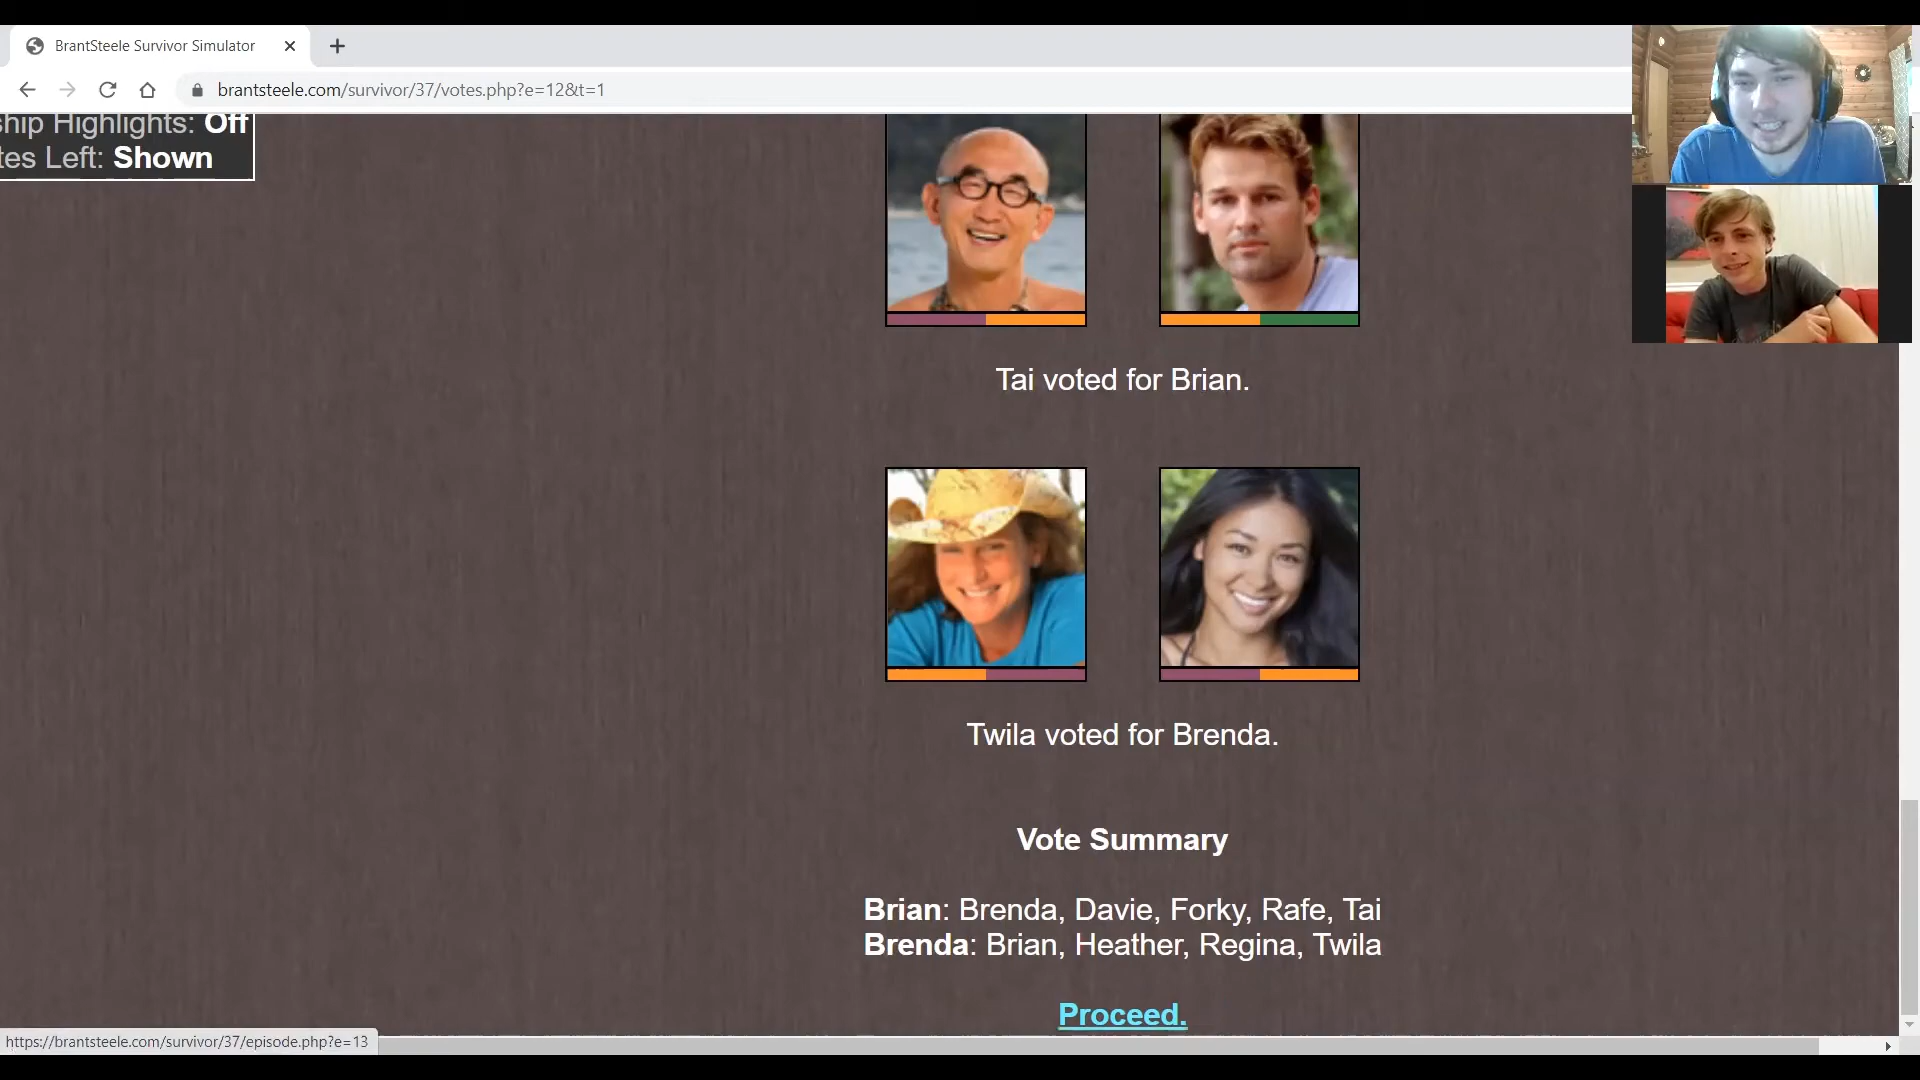 BrantSteele Survivor Simulator
brantsteele.com/survivor/37/votes.php?e=12&t=1
ship Highlights: Off
tes Left: Shown
Tai voted for Brian.
Twila voted for Brenda.
Vote Summary
Brian: Brenda, Davie, Forky, Rafe, Tai
Brenda: Brian, Heather, Regina, Twila
Proceed.
https://brantsteele.com/survivor/37/episode.php?e=13